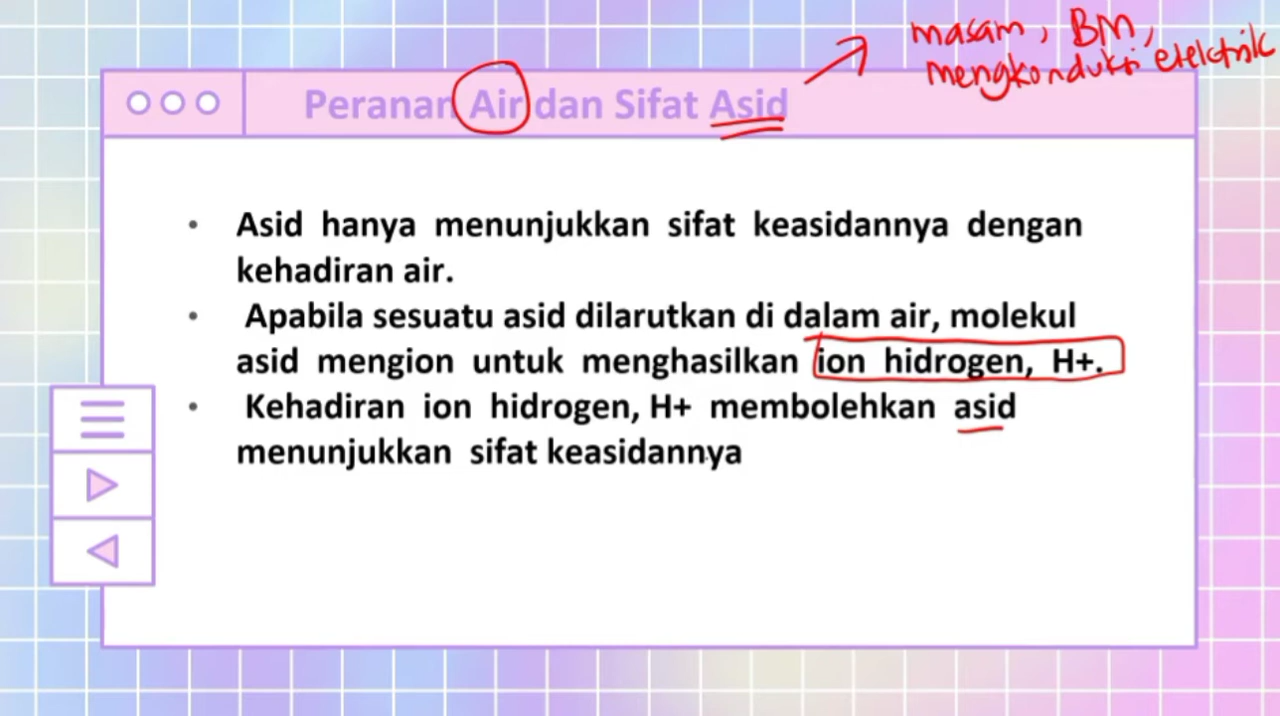 masam, BM,
mengkonduksi elektrik
Peranan Air dan Sifat Asid
• Asid hanya menunjukkan sifat keasidannya dengan
kehadiran air.
• Apabila sesuatu asid dilarutkan di dalam air, molekul
asid mengion untuk menghasilkan ion hidrogen, H+.
• Kehadiran ion hidrogen, H+ membolehkan asid
menunjukkan sifat keasidannya